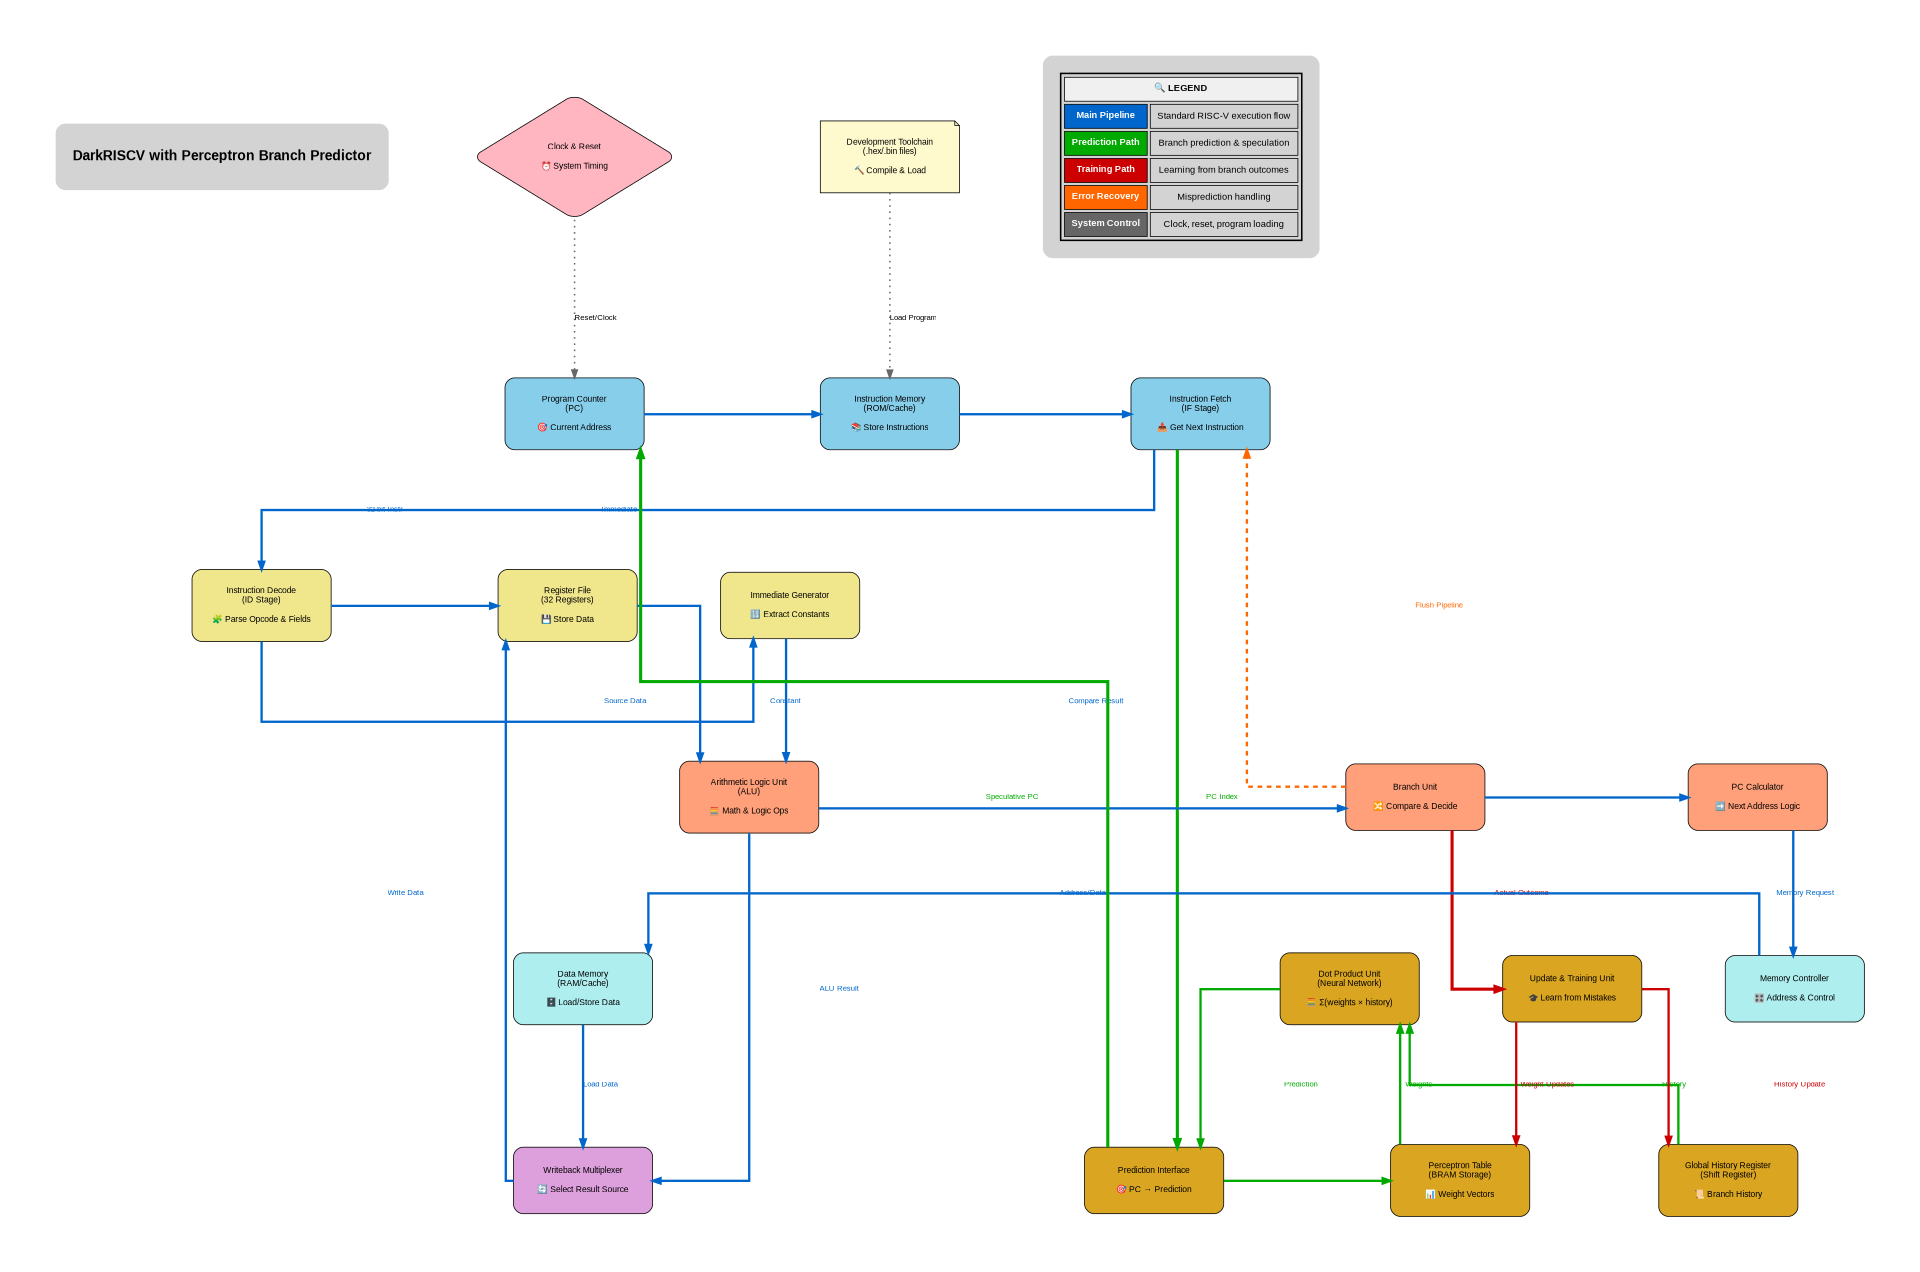 DarkRISCV with Perceptron Branch Predictor
Clock & Reset
⏰ System Timing
Development Toolchain
(.hex/.bin files)
🔨 Compile & Load
🔍 LEGEND
Main Pipeline
Standard RISC-V execution flow
Prediction Path
Branch prediction & speculation
Training Path
Learning from branch outcomes
Error Recovery
Misprediction handling
System Control
Clock, reset, program loading
Reset/Clock
Load Program
Program Counter
(PC)
🎯 Current Address
Instruction Memory
(ROM/Cache)
📚 Store Instructions
Instruction Fetch
(IF Stage)
📥 Get Next Instruction
32-bit Instr
Immediate
Instruction Decode
(ID Stage)
🧩 Parse Opcode & Fields
Register File
(32 Registers)
💾 Store Data
Immediate Generator
🔢 Extract Constants
Flush Pipeline
Source Data
Constant
Compare Result
Arithmetic Logic Unit
(ALU)
🧮 Math & Logic Ops
Speculative PC
PC Index
Branch Unit
🔀 Compare & Decide
PC Calculator
➡️ Next Address Logic
Write Data
Address/Data
Actual Outcome
Memory Request
Data Memory
(RAM/Cache)
🗄️ Load/Store Data
ALU Result
Dot Product Unit
(Neural Network)
🧮 Σ(weights × history)
Update & Training Unit
🎓 Learn from Mistakes
Memory Controller
🎛️ Address & Control
Load Data
Prediction
Weights
Weight Updates
History
History Update
Writeback Multiplexer
🔄 Select Result Source
Prediction Interface
🎯 PC → Prediction
Perceptron Table
(BRAM Storage)
📊 Weight Vectors
Global History Register
(Shift Register)
📜 Branch History